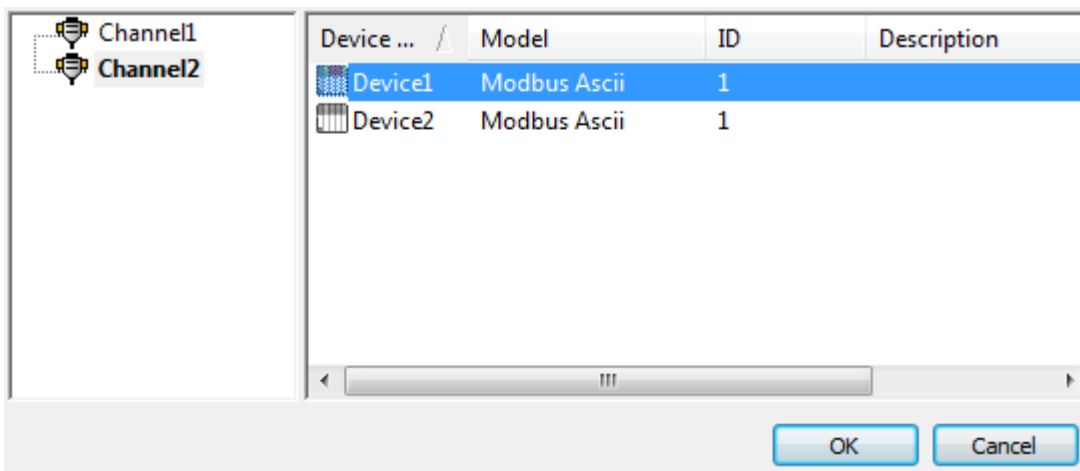 Channel1
Channel2
Device ... Model ID Description
Device1 Modbus Ascii 1
Device2 Modbus Ascii 1
OK Cancel